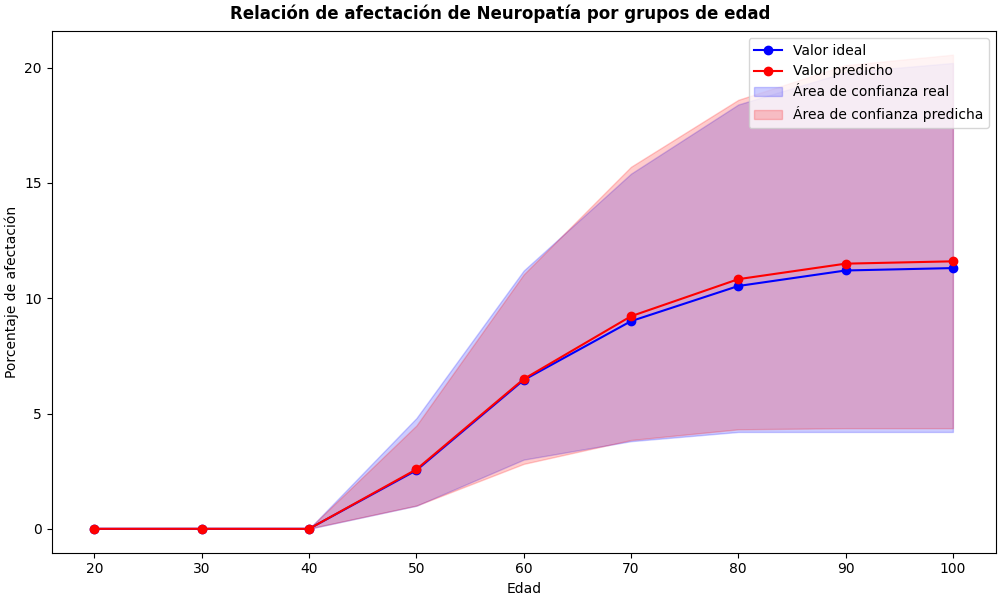 Relación de afectación de Neuropatía por grupos de edad
Valor ideal
Valor predicho
Área de confianza real
Área de confianza predicha
Porcentaje de afectación
20
15
10
5
0
20 30 40 50 60 70 80 90 100
Edad